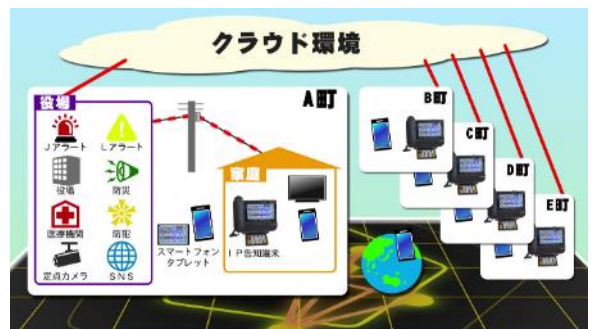 クラウド環境
役場
A町
Jアラート
Lアラート
役場
防災
医療機関
防犯
定点カメラ
SNS
スマートフォン
タブレット
家庭
IP告知端末
B町
C町
D町
E町